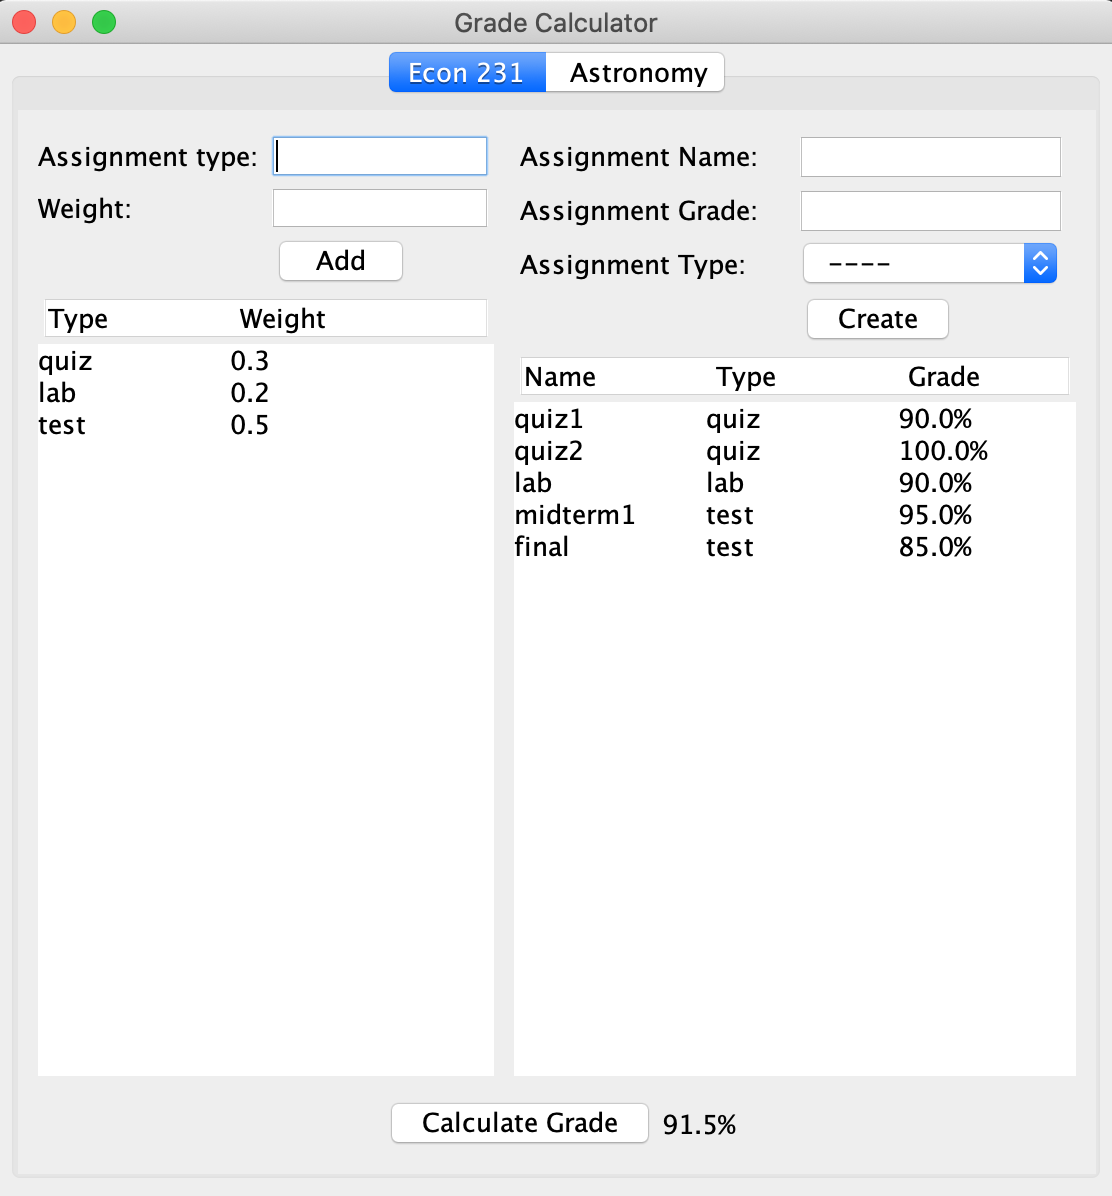 Grade Calculator
Econ 231 Astronomy
Assignment type:
Weight:
Add
Type Weight
quiz 0.3
lab 0.2
test 0.5
Assignment Name:
Assignment Grade:
Assignment Type: ----
Create
Name Type Grade
quiz1 quiz 90.0%
quiz2 quiz 100.0%
lab lab 90.0%
midterm1 test 95.0%
final test 85.0%
Calculate Grade 91.5%